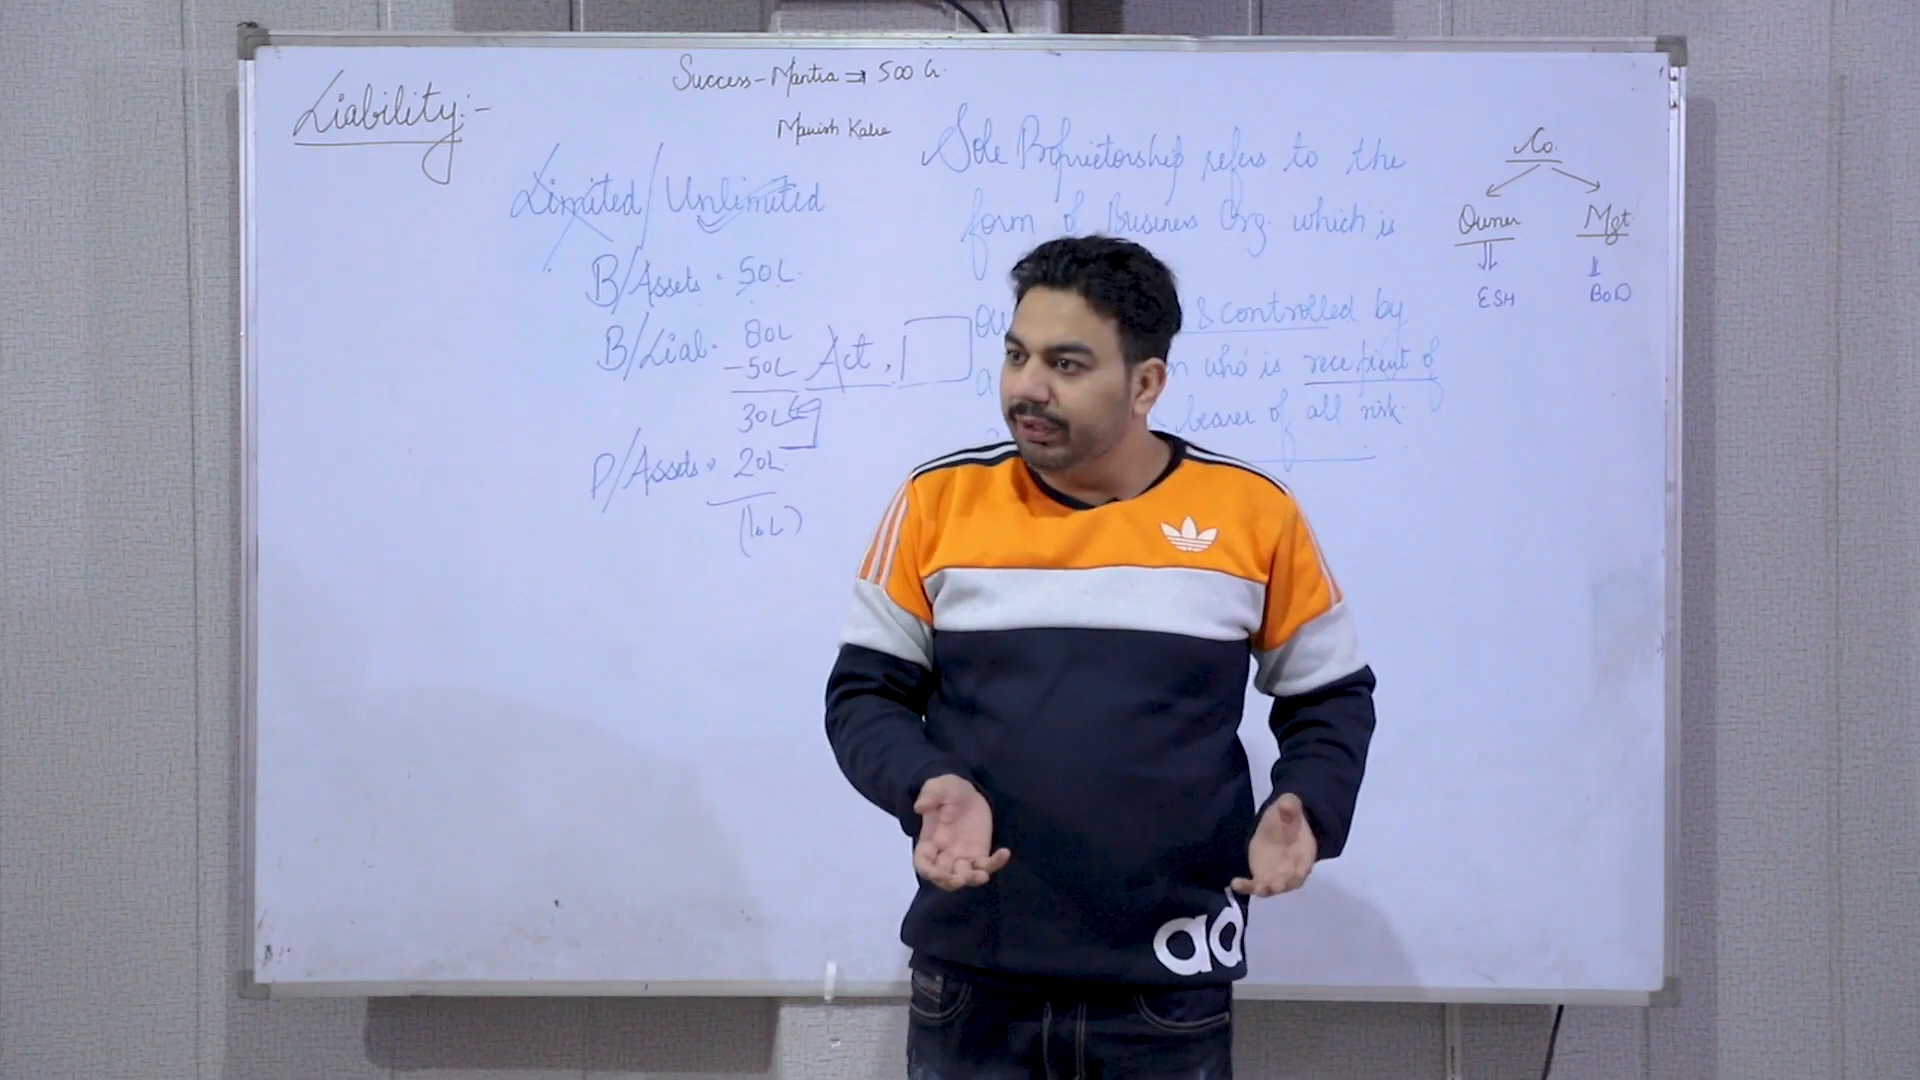 Liability:-
Success-Mantra ⇒ 500 Cr.
Manish Kalra
Limited/Unlimited
B/Assets - 50L
B/Liab. - 80L
-50L
30L
P/Assets - 20L
(10L)
Act,
Sole Proprietorship refers to the
form of Business Org. which is
& controlled by
who is recepient of
bearer of all risk.
Co.
Owner
Mgt
ESH
BOD
ad